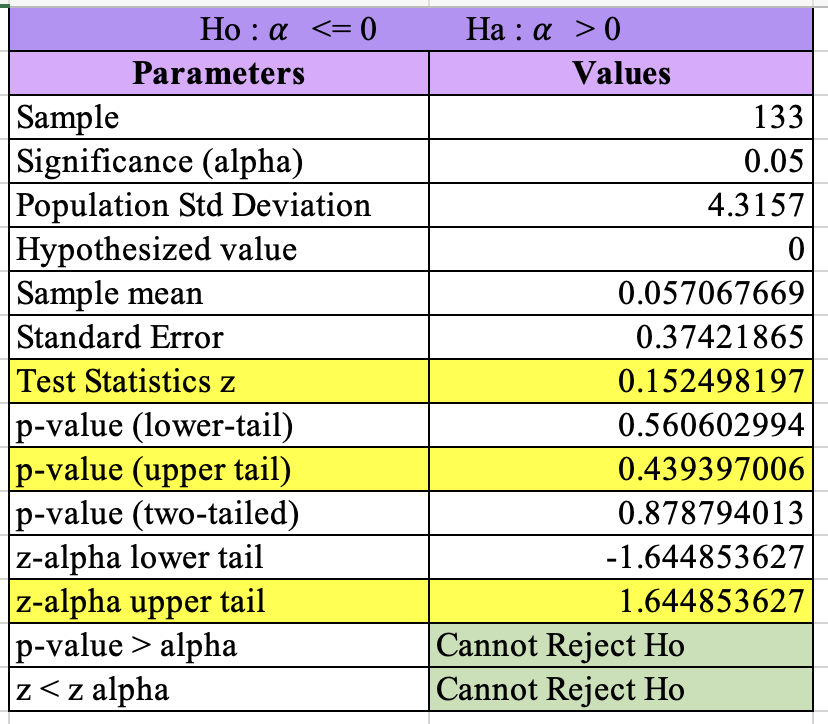 Ho : α <= 0 Ha : α > 0
Parameters Values
Sample 133
Significance (alpha) 0.05
Population Std Deviation 4.3157
Hypothesized value 0
Sample mean 0.057067669
Standard Error 0.37421865
Test Statistics z 0.152498197
p-value (lower-tail) 0.560602994
p-value (upper tail) 0.439397006
p-value (two-tailed) 0.878794013
z-alpha lower tail -1.644853627
z-alpha upper tail 1.644853627
p-value > alpha Cannot Reject Ho
z < z alpha Cannot Reject Ho